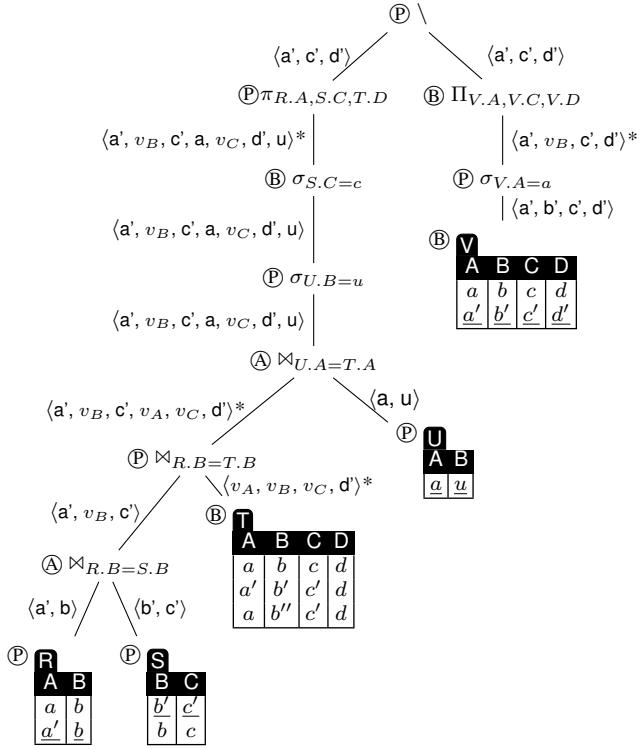 Ⓟ \
⟨a', c', d'⟩ ⟨a', c', d'⟩
Ⓟπ_{R.A,S.C,T.D} Ⓑ Π_{V.A,V.C,V.D}
⟨a', v_B, c', a, v_C, d', u⟩* ⟨a', v_B, c', d'⟩*
Ⓑ σ_{S.C=c} Ⓟ σ_{V.A=a}
⟨a', v_B, c', a, v_C, d', u⟩ ⟨a', b', c', d'⟩
Ⓑ V
A B C D
a b c d
a' b' c' d'
Ⓟ σ_{U.B=u}
⟨a', v_B, c', a, v_C, d', u⟩
Ⓐ ⋈_{U.A=T.A}
⟨a', v_B, c', v_A, v_C, d'⟩* ⟨a, u⟩
Ⓟ U
A B
a u
Ⓟ ⋈_{R.B=T.B}
⟨a', v_B, c'⟩ ⟨v_A, v_B, v_C, d'⟩*
Ⓑ T
A B C D
a b c d
a' b' c' d
a b'' c' d
Ⓐ ⋈_{R.B=S.B}
⟨a', b⟩ ⟨b', c'⟩
Ⓟ R
A B
a b
a' b
Ⓟ S
B C
b' c'
b c